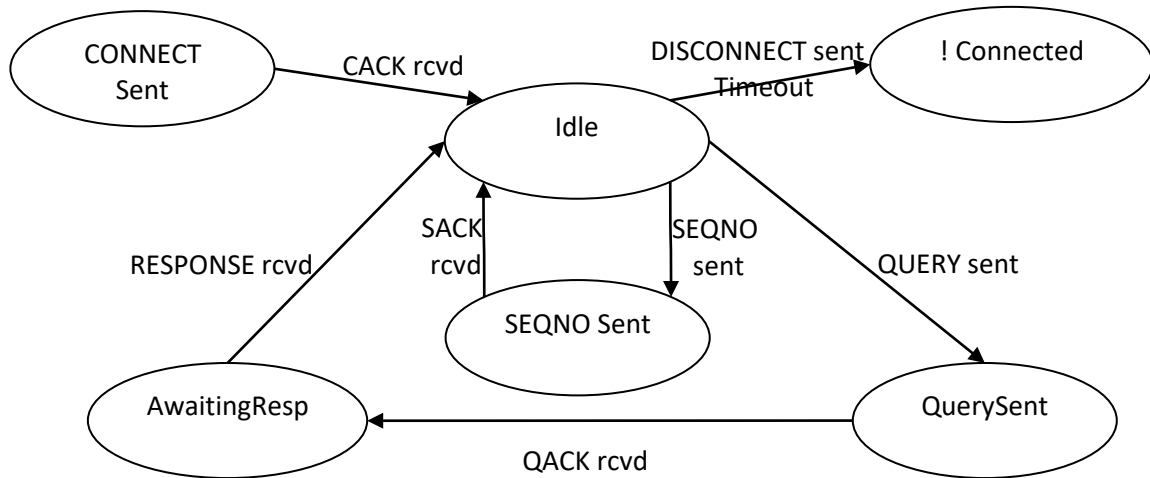 CONNECT
Sent
CACK rcvd
DISCONNECT sent
Timeout
! Connected
Idle
RESPONSE rcvd
SACK
rcvd
SEQNO
sent
QUERY sent
SEQNO Sent
AwaitingResp
QuerySent
QACK rcvd